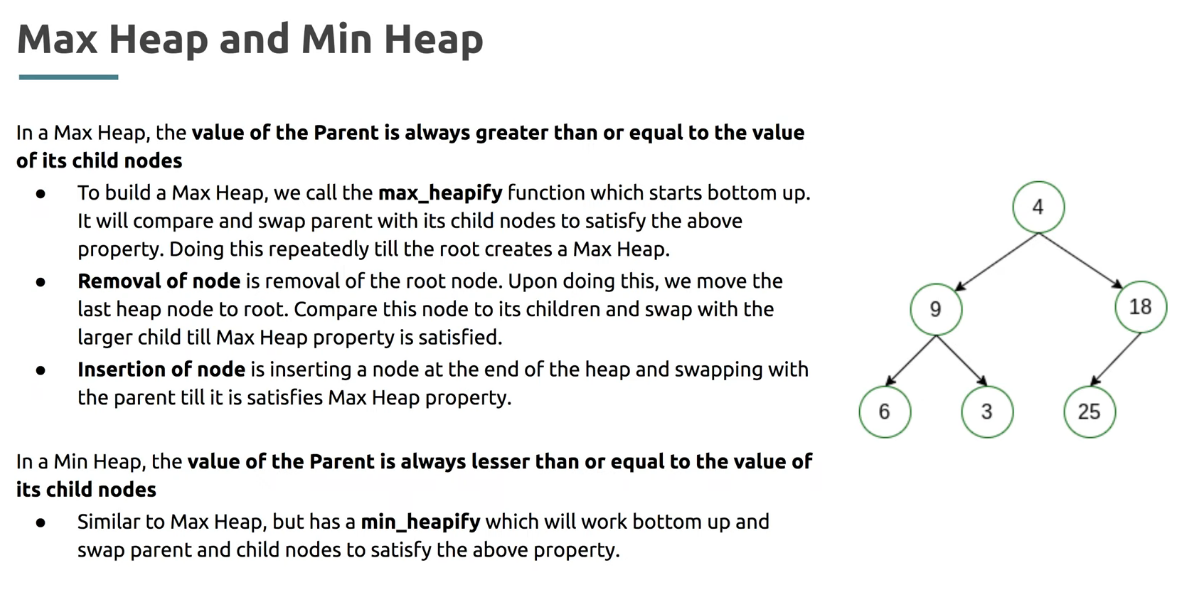 Max Heap and Min Heap
In a Max Heap, the value of the Parent is always greater than or equal to the value
of its child nodes
● To build a Max Heap, we call the max_heapify function which starts bottom up.
It will compare and swap parent with its child nodes to satisfy the above
property. Doing this repeatedly till the root creates a Max Heap.
● Removal of node is removal of the root node. Upon doing this, we move the
last heap node to root. Compare this node to its children and swap with the
larger child till Max Heap property is satisfied.
● Insertion of node is inserting a node at the end of the heap and swapping with
the parent till it is satisfies Max Heap property.
In a Min Heap, the value of the Parent is always lesser than or equal to the value of
its child nodes
● Similar to Max Heap, but has a min_heapify which will work bottom up and
swap parent and child nodes to satisfy the above property.
4
9 18
6 3 25